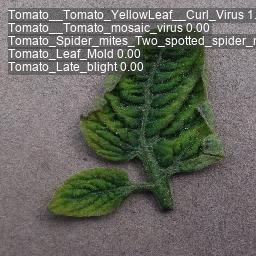 Tomato__Tomato_YellowLeaf__Curl_Virus 1.
Tomato__Tomato_mosaic_virus 0.00
Tomato_Spider_mites_Two_spotted_spider_
Tomato_Leaf_Mold 0.00
Tomato_Late_blight 0.00